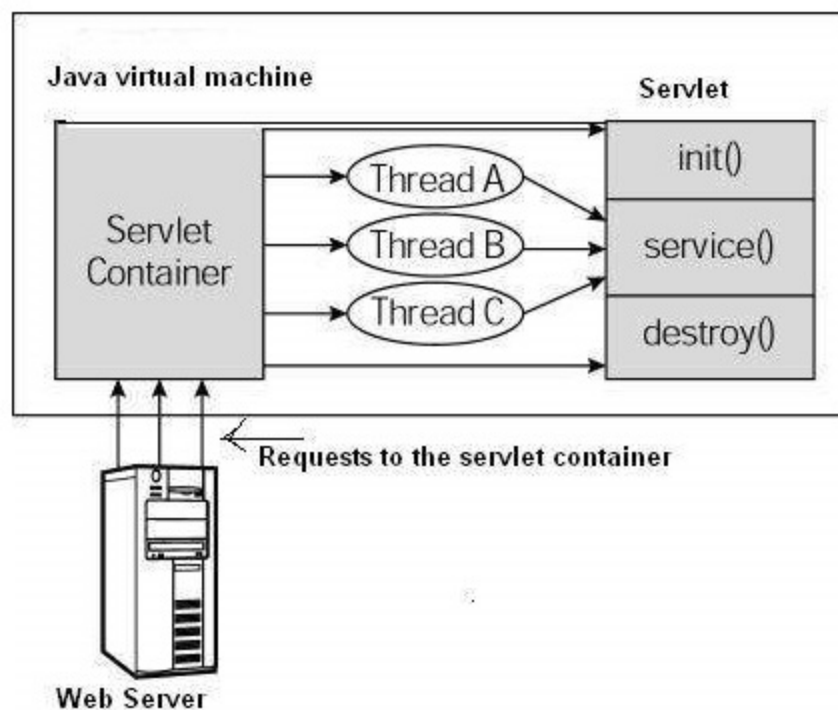 Java virtual machine
Servlet
init()
Thread A
Servlet
Container
Thread B
service()
Thread C
destroy()
Requests to the servlet container
Web Server